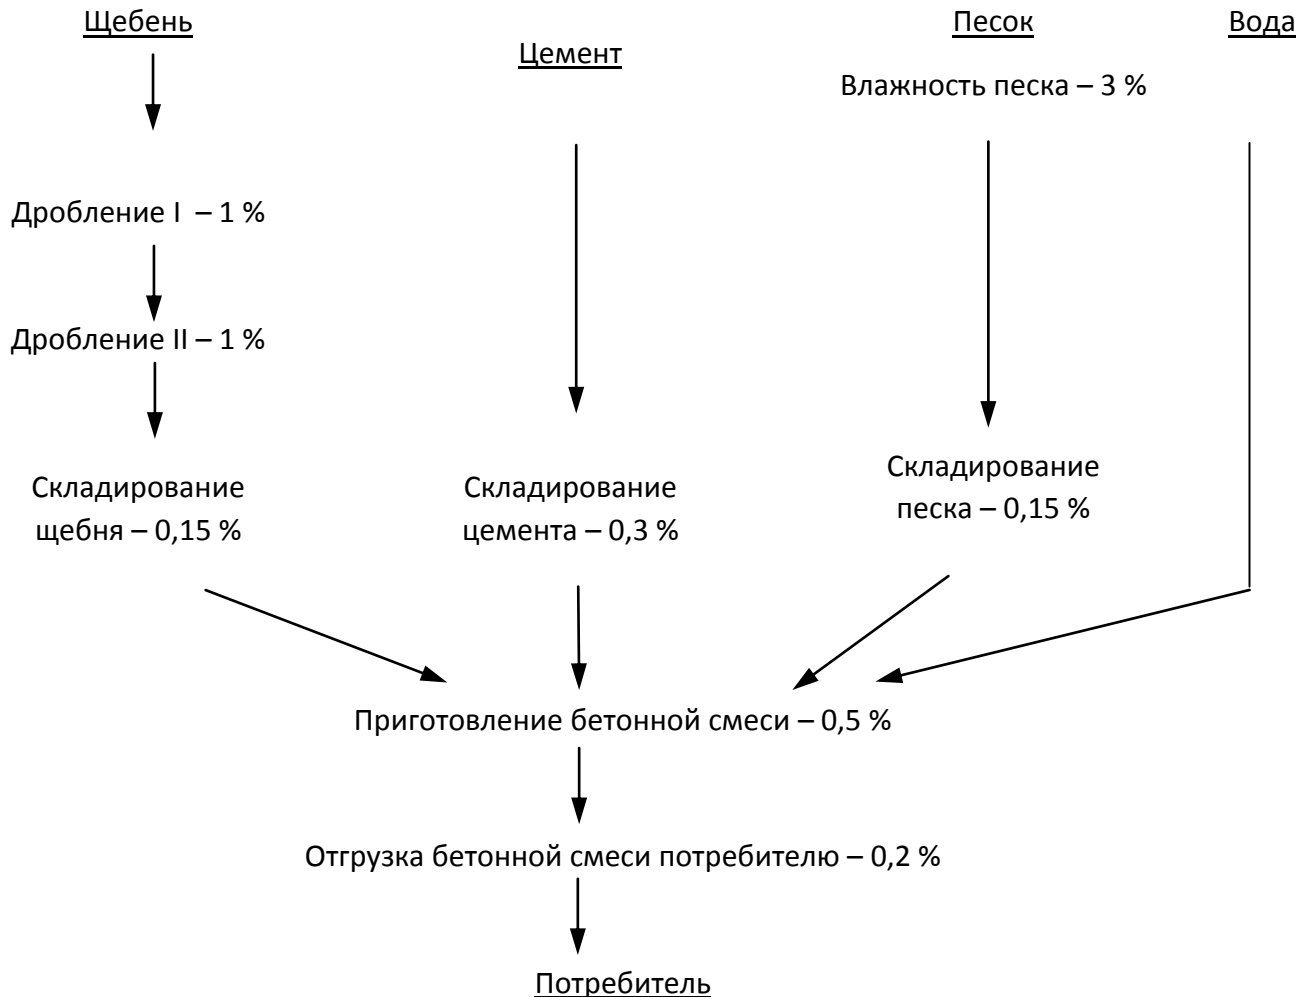 Щебень
Цемент
Песок
Вода
Влажность песка – 3 %
Дробление I – 1 %
Дробление II – 1 %
Складирование
щебня – 0,15 %
Складирование
цемента – 0,3 %
Складирование
песка – 0,15 %
Приготовление бетонной смеси – 0,5 %
Отгрузка бетонной смеси потребителю – 0,2 %
Потребитель